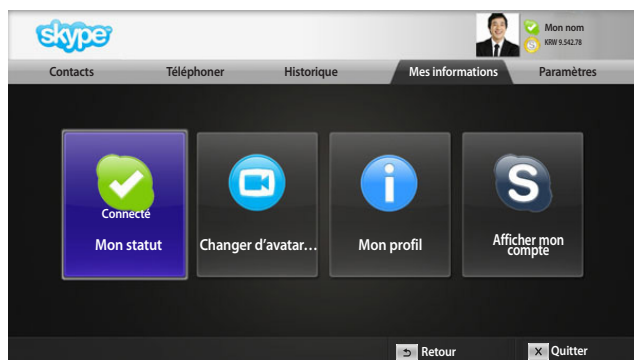 skype
Mon nom
KRW 9.542.78
Contacts Téléphoner Historique Mes informations Paramètres
Connecté
Mon statut
Changer d'avatar...
Mon profil
S
Afficher mon
compte
Retour
X Quitter